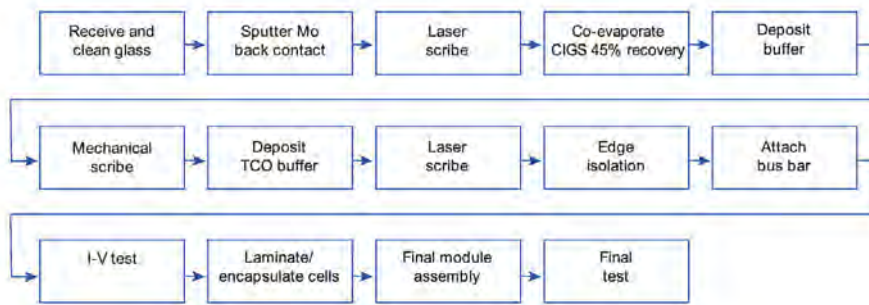 Receive and
clean glass
Sputter Mo
back contact
Laser
scribe
Co-evaporate
CIGS 45% recovery
Deposit
buffer
Mechanical
scribe
Deposit
TCO buffer
Laser
scribe
Edge
isolation
Attach
bus bar
I-V test
Laminate/
encapsulate cells
Final module
assembly
Final
test